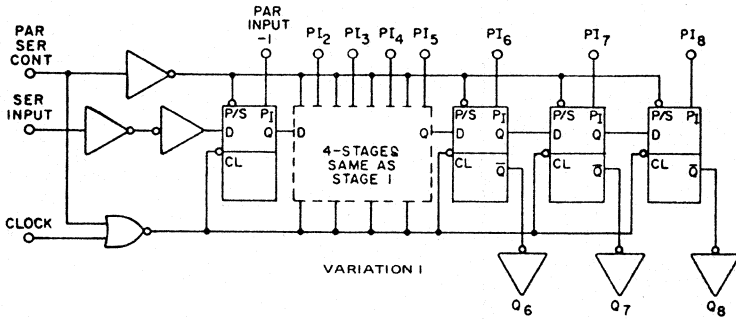 PAR
SER
CONT
PAR
INPUT
-1
PI2
PI3
PI4
PI5
PI6
PI7
PI8
SER
INPUT
P/S PI
D Q
CL
D
4-STAGES
SAME AS
STAGE 1
Q
P/S PI
D Q
CL
Q̅
P/S PI
D Q
CL
Q̅
P/S PI
D
CL
Q̅
CLOCK
VARIATION 1
Q6
Q7
Q8